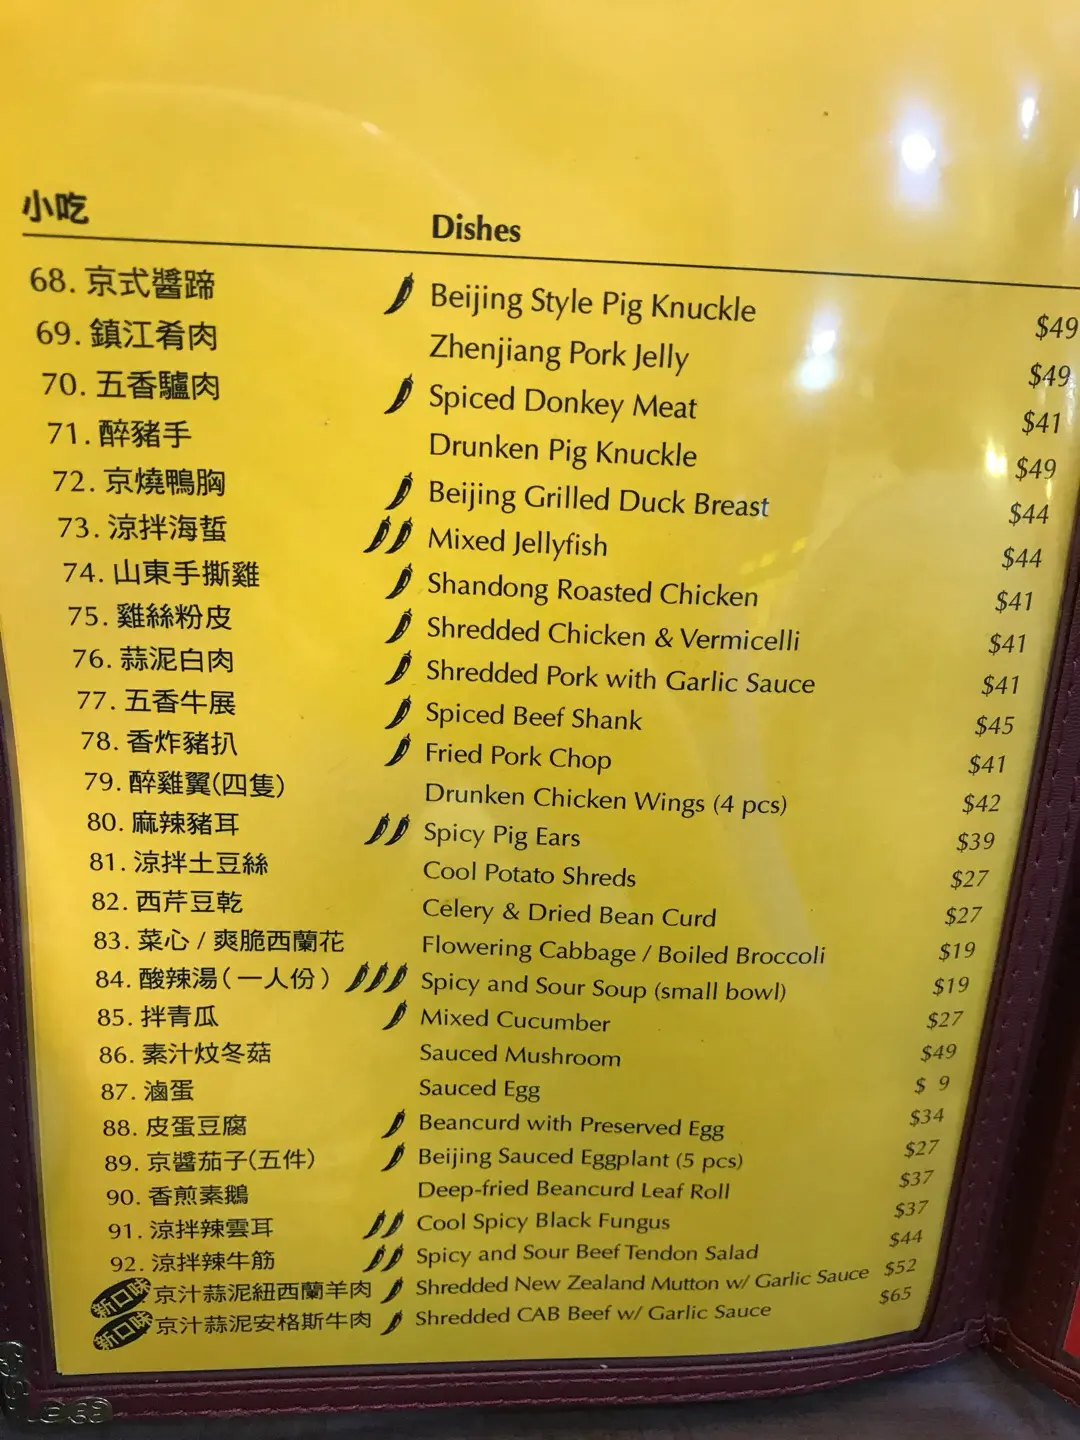 小吃 Dishes
68. 京式醬蹄 Beijing Style Pig Knuckle $49
69. 鎮江肴肉 Zhenjiang Pork Jelly $49
70. 五香驢肉 Spiced Donkey Meat $41
71. 醉豬手 Drunken Pig Knuckle $49
72. 京燒鴨胸 Beijing Grilled Duck Breast $44
73. 涼拌海蜇 Mixed Jellyfish $44
74. 山東手撕雞 Shandong Roasted Chicken $41
75. 雞絲粉皮 Shredded Chicken & Vermicelli $41
76. 蒜泥白肉 Shredded Pork with Garlic Sauce $41
77. 五香牛展 Spiced Beef Shank $45
78. 香炸豬扒 Fried Pork Chop $41
79. 醉雞翼(四隻) Drunken Chicken Wings (4 pcs) $42
80. 麻辣豬耳 Spicy Pig Ears $39
81. 涼拌土豆絲 Cool Potato Shreds $27
82. 西芹豆乾 Celery & Dried Bean Curd $27
83. 菜心 / 爽脆西蘭花 Flowering Cabbage / Boiled Broccoli $19
84. 酸辣湯 ( 一人份 ) Spicy and Sour Soup (small bowl) $19
85. 拌青瓜 Mixed Cucumber $27
86. 素汁炆冬菇 Sauced Mushroom $49
87. 滷蛋 Sauced Egg $ 9
88. 皮蛋豆腐 Beancurd with Preserved Egg $34
89. 京醬茄子(五件) Beijing Sauced Eggplant (5 pcs) $27
90. 香煎素鵝 Deep-fried Beancurd Leaf Roll $37
91. 涼拌辣雲耳 Cool Spicy Black Fungus $37
92. 涼拌辣牛筋 Spicy and Sour Beef Tendon Salad $44
新口味 京汁蒜泥紐西蘭羊肉 Shredded New Zealand Mutton w/ Garlic Sauce $52
新口味 京汁蒜泥安格斯牛肉 Shredded CAB Beef w/ Garlic Sauce $65